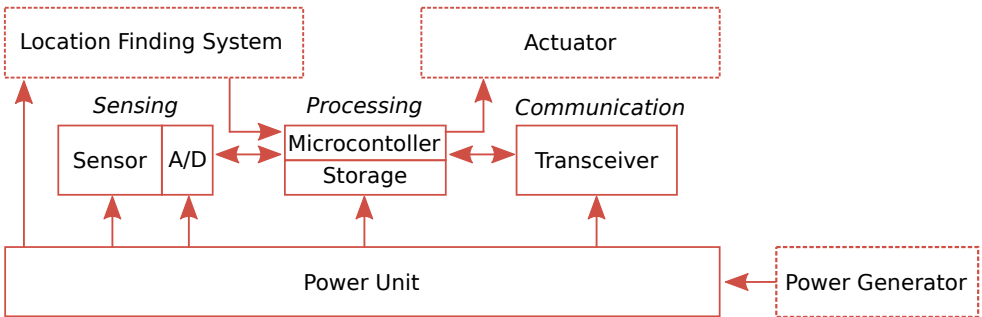 Location Finding System
Actuator
Sensing
Processing
Communication
Sensor
A/D
Microcontoller
Storage
Transceiver
Power Unit
Power Generator